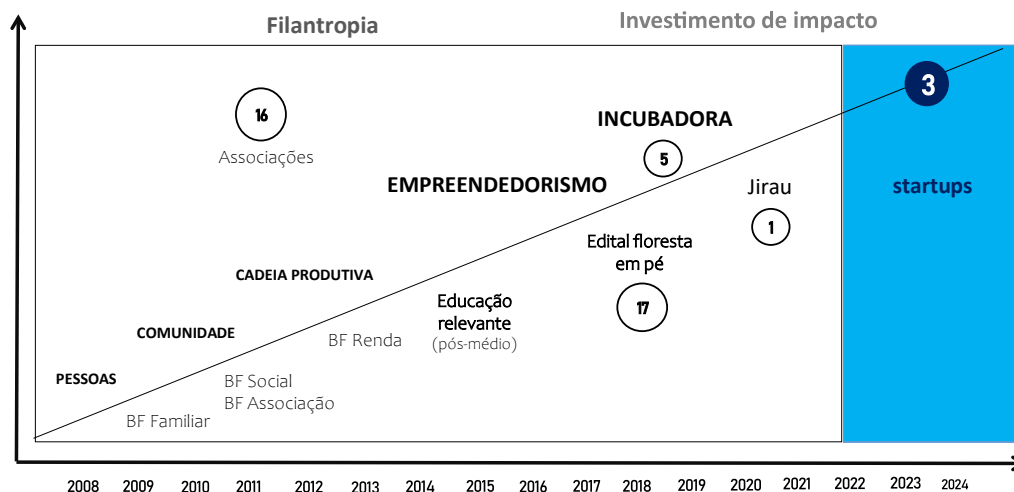 Filantropia
Investimento de impacto
3
16
Associações
INCUBADORA
5
EMPREENDEDORISMO
Jirau
1
startups
Edital floresta
em pé
17
CADEIA PRODUTIVA
Educação
relevante
(pós-médio)
COMUNIDADE
BF Renda
PESSOAS
BF Social
BF Associação
BF Familiar
2008 2009 2010 2011 2012 2013 2014 2015 2016 2017 2018 2019 2020 2021 2022 2023 2024